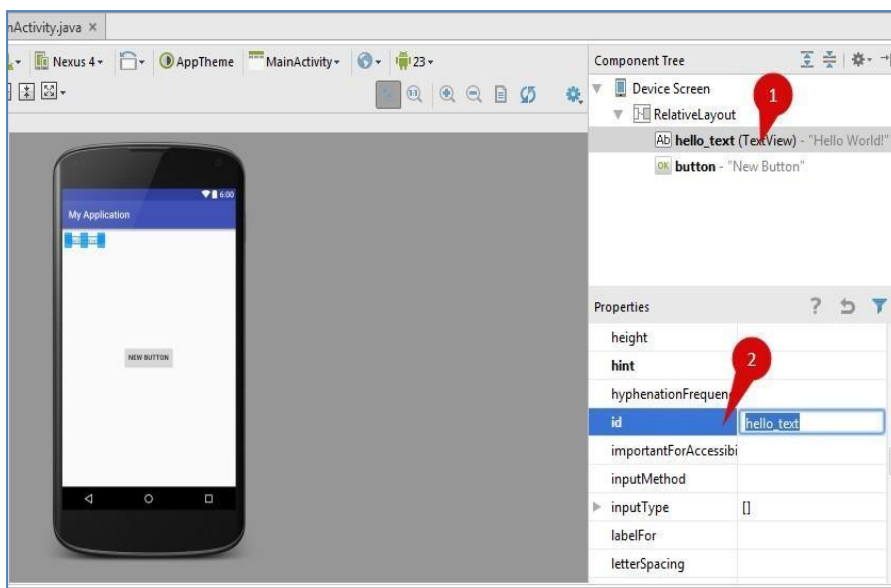 nActivity.java ×
Nexus 4 AppTheme MainActivity 23
Component Tree
Device Screen
1
RelativeLayout
Ab hello_text (TextView) - "Hello World!"
OK button - "New Button"
6:00
My Application
NEW BUTTON
Properties ?
height
hint
2
hyphenationFrequen
id hello_text
importantForAccessibi
inputMethod
inputType []
labelFor
letterSpacing